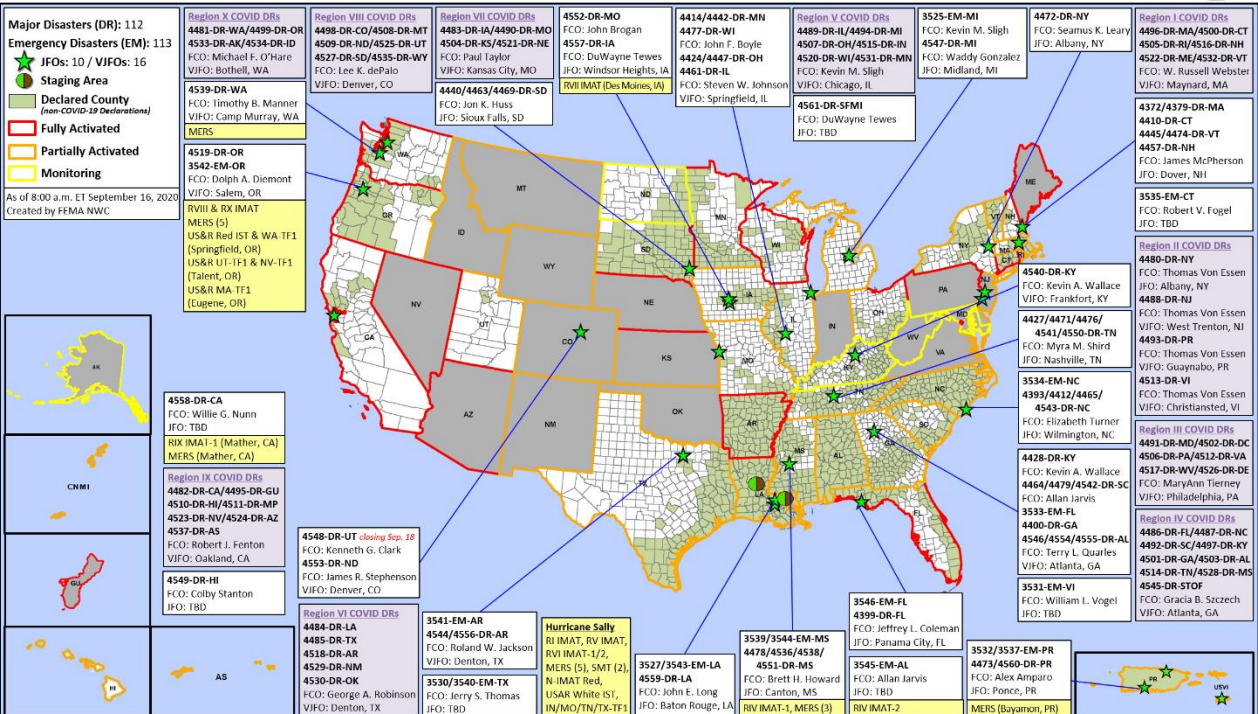 Major Disasters (DR): 112
Emergency Disasters (EM): 113
JFOs: 10 / VJFOs: 16
Staging Area
Declared County
(non-COVID-19 Declarations)
Fully Activated
Partially Activated
Monitoring
As of 8:00 a.m. ET September 16, 2020
Created by FEMA NWC
Region X COVID DRs
4481-DR-WA/4499-DR-OR
4533-DR-AK/4534-DR-ID
FCO: Michael F. O'Hare
VJFO: Bothell, WA
Region VIII COVID DRs
4498-DR-CO/4508-DR-MT
4509-DR-ND/4525-DR-UT
4527-DR-SD/4535-DR-WY
FCO: Lee K. dePalo
VJFO: Denver, CO
Region VII COVID DRs
4483-DR-IA/4490-DR-MO
4504-DR-KS/4521-DR-NE
FCO: Paul Taylor
VJFO: Kansas City, MO
4440/4463/4469-DR-SD
FCO: Jon K. Huss
JFO: Sioux Falls, SD
4552-DR-MO
FCO: John Brogan
4557-DR-IA
FCO: DuWayne Tewes
JFO: Windsor Heights, IA
RVII IMAT (Des Moines, IA)
4414/4442-DR-MN
4477-DR-WI
FCO: John F. Boyle
4424/4447-DR-OH
4461-DR-IL
FCO: Steven W. Johnson
VJFO: Springfield, IL
Region V COVID DRs
4489-DR-IL/4494-DR-MI
4507-DR-OH/4515-DR-IN
4520-DR-WI/4531-DR-MN
FCO: Kevin M. Sligh
VJFO: Chicago, IL
4561-DR-SFMI
FCO: DuWayne Tewes
JFO: TBD
3525-EM-MI
FCO: Kevin M. Sligh
4547-DR-MI
FCO: Waddy Gonzalez
JFO: Midland, MI
4472-DR-NY
FCO: Seamus K. Leary
JFO: Albany, NY
Region I COVID DRs
4496-DR-MA/4500-DR-CT
4505-DR-RI/4516-DR-NH
4522-DR-ME/4532-DR-VT
FCO: W. Russell Webster
VJFO: Maynard, MA
4372/4379-DR-MA
4410-DR-CT
4445/4474-DR-VT
4457-DR-NH
FCO: James McPherson
JFO: Dover, NH
3535-EM-CT
FCO: Robert V. Fogel
JFO: TBD
Region II COVID DRs
4480-DR-NY
FCO: Thomas Von Essen
JFO: Albany, NY
4488-DR-NJ
FCO: Thomas Von Essen
VJFO: West Trenton, NJ
4493-DR-PR
FCO: Thomas Von Essen
VJFO: Guaynabo, PR
4513-DR-VI
FCO: Thomas Von Essen
VJFO: Christiansted, VI
Region III COVID DRs
4491-DR-MD/4502-DR-DC
4506-DR-PA/4512-DR-VA
4517-DR-WV/4526-DR-DE
FCO: MaryAnn Tierney
VJFO: Philadelphia, PA
Region IV COVID DRs
4486-DR-FL/4487-DR-NC
4492-DR-SC/4497-DR-KY
4501-DR-GA/4503-DR-AL
4514-DR-TN/4528-DR-MS
4545-DR-STOF
FCO: Gracia B. Szczech
VJFO: Atlanta, GA
4539-DR-WA
FCO: Timothy B. Manner
VJFO: Camp Murray, WA
MERS
4519-DR-OR
3542-EM-OR
FCO: Dolph A. Diemont
VJFO: Salem, OR
RVIII & RX IMAT
MERS (5)
US&R Red IST & WA-TF1
(Springfield, OR)
US&R UT-TF1 & NV-TF1
(Talent, OR)
US&R MA-TF1
(Eugene, OR)
4540-DR-KY
FCO: Kevin A. Wallace
VJFO: Frankfort, KY
4427/4471/4476/
4541/4550-DR-TN
FCO: Myra M. Shird
JFO: Nashville, TN
3534-EM-NC
4393/4412/4465/
4543-DR-NC
FCO: Elizabeth Turner
JFO: Wilmington, NC
4428-DR-KY
FCO: Kevin A. Wallace
4464/4479/4542-DR-SC
FCO: Allan Jarvis
3533-EM-FL
4400-DR-GA
4546/4554/4555-DR-AL
FCO: Terry L. Quarles
VJFO: Atlanta, GA
3531-EM-VI
FCO: William L. Vogel
JFO: TBD
4558-DR-CA
FCO: Willie G. Nunn
JFO: TBD
RIX IMAT-1 (Mather, CA)
MERS (Mather, CA)
Region IX COVID DRs
4482-DR-CA/4495-DR-GU
4510-DR-HI/4511-DR-MP
4523-DR-NV/4524-DR-AZ
4537-DR-AS
FCO: Robert J. Fenton
VJFO: Oakland, CA
4549-DR-HI
FCO: Colby Stanton
JFO: TBD
4548-DR-UT closing Sep. 18
FCO: Kenneth G. Clark
4553-DR-ND
FCO: James R. Stephenson
VJFO: Denver, CO
Region VI COVID DRs
4484-DR-LA
4485-DR-TX
4518-DR-AR
4529-DR-NM
4530-DR-OK
FCO: George A. Robinson
VJFO: Denton, TX
3541-EM-AR
4544/4556-DR-AR
FCO: Roland W. Jackson
VJFO: Denton, TX
3530/3540-EM-TX
FCO: Jerry S. Thomas
JFO: TBD
Hurricane Sally
RI IMAT, RV IMAT,
RVI IMAT-1/2,
MERS (5), SMT (2),
N-IMAT Red,
USAR White IST,
IN/MO/TN/TX-TF1
3527/3543-EM-LA
4559-DR-LA
FCO: John E. Long
JFO: Baton Rouge, LA
3539/3544-EM-MS
4478/4536/4538/
4551-DR-MS
FCO: Brett H. Howard
JFO: Canton, MS
RIV IMAT-1, MERS (3)
3546-EM-FL
4399-DR-FL
FCO: Jeffrey L. Coleman
JFO: Panama City, FL
3545-EM-AL
FCO: Allan Jarvis
JFO: TBD
RIV IMAT-2
3532/3537-EM-PR
4473/4560-DR-PR
FCO: Alex Amparo
JFO: Ponce, PR
MERS (Bayamon, PR)
WA
OR
CA
NV
ID
MT
WY
UT
AZ
CO
NM
ND
SD
NE
KS
OK
TX
MN
IA
MO
AR
LA
WI
IL
IN
OH
KY
TN
MS
AL
GA
FL
SC
NC
VA
WV
MD
PA
NJ
NY
VT
NH
ME
MA
CT
RI
AK
CNMI
GU
HI
AS
PR
USVI